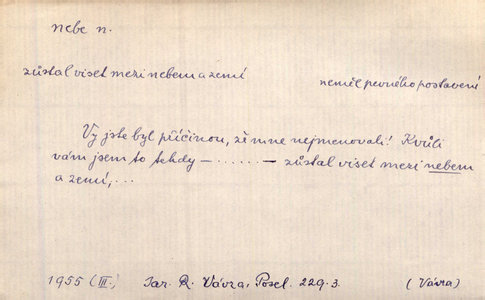 nebe n.
zůstal viset mezi nebem a zemí
neměl pevného postavení
Vy jste byl příčinou, že mne nejmenovali! Kvůli
vám jsem to tehdy — ...... — zůstal viset mezi nebem
a zemí,...
1955 (III.) Jar. R. Vávra, Posel. 229.3. (Vávra)